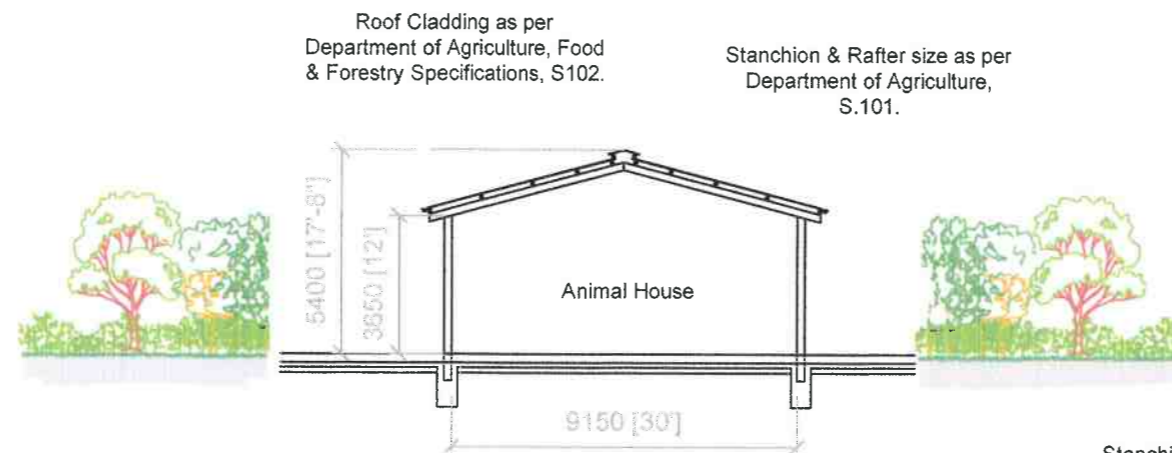 Roof Cladding as per
Department of Agriculture, Food
& Forestry Specifications, S102.
Stanchion & Rafter size as per
Department of Agriculture,
S.101.
5400 [17'-8"]
3650 [12']
Animal House
9150 [30']
Stanchi